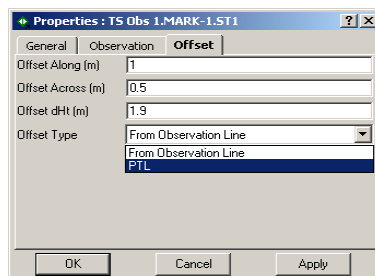 Properties : TS Obs 1.MARK-1.ST1
General Observation Offset
Offset Along (m) 1
Offset Across (m) 0.5
Offset dHt (m) 1.9
Offset Type From Observation Line
From Observation Line
PTL
OK Cancel Apply